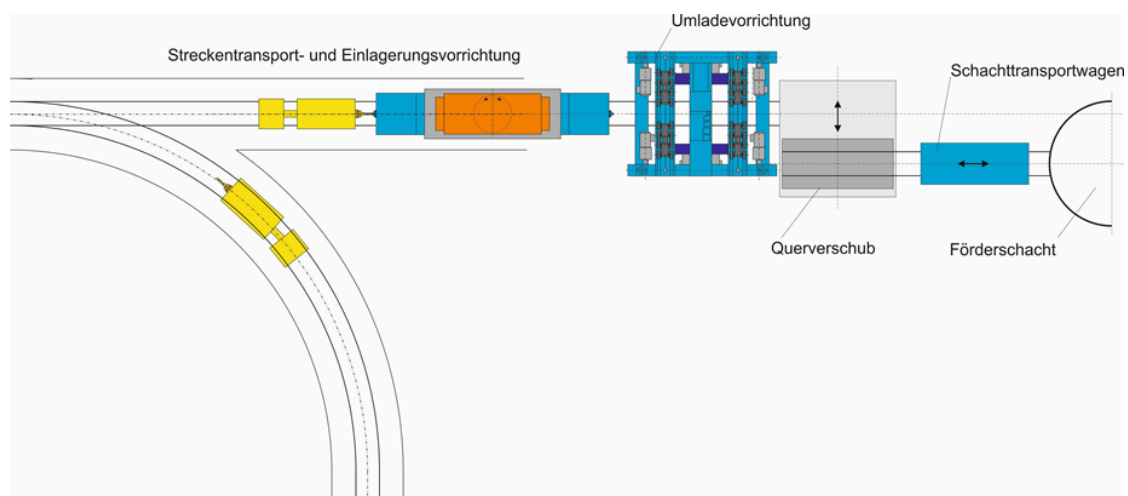 Umladevorrichtung
Streckentransport- und Einlagerungsvorrichtung
Schachttransportwagen
Querverschub
Förderschacht